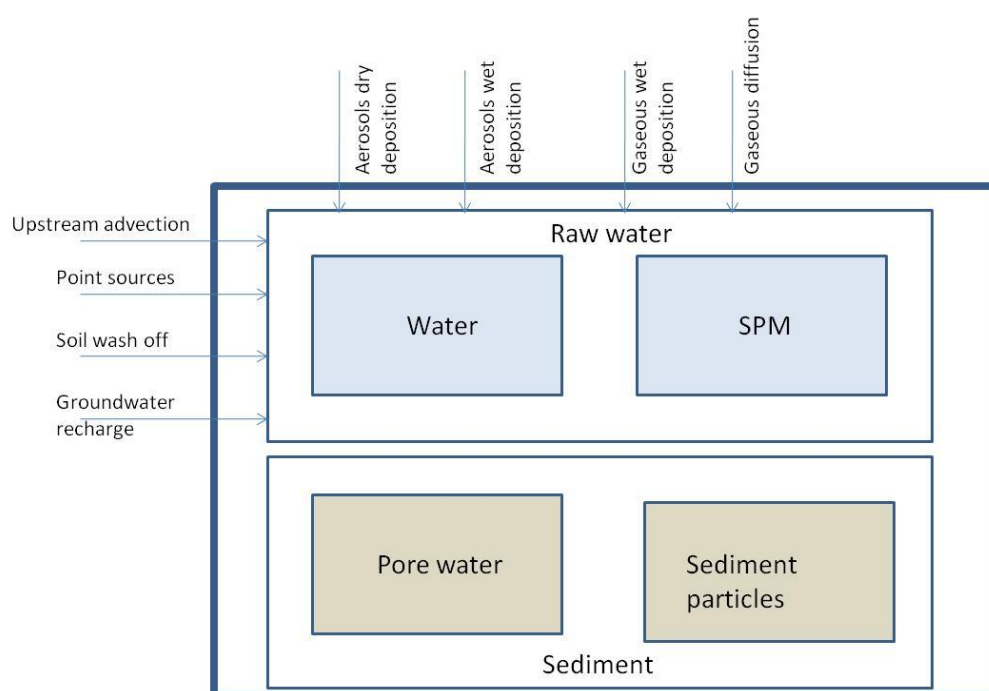 Aerosols dry
deposition
Aerosols wet
deposition
Gaseous wet
deposition
Gaseous diffusion
Upstream advection
Point sources
Soil wash off
Groundwater
recharge
Raw water
Water
SPM
Pore water
Sediment
particles
Sediment